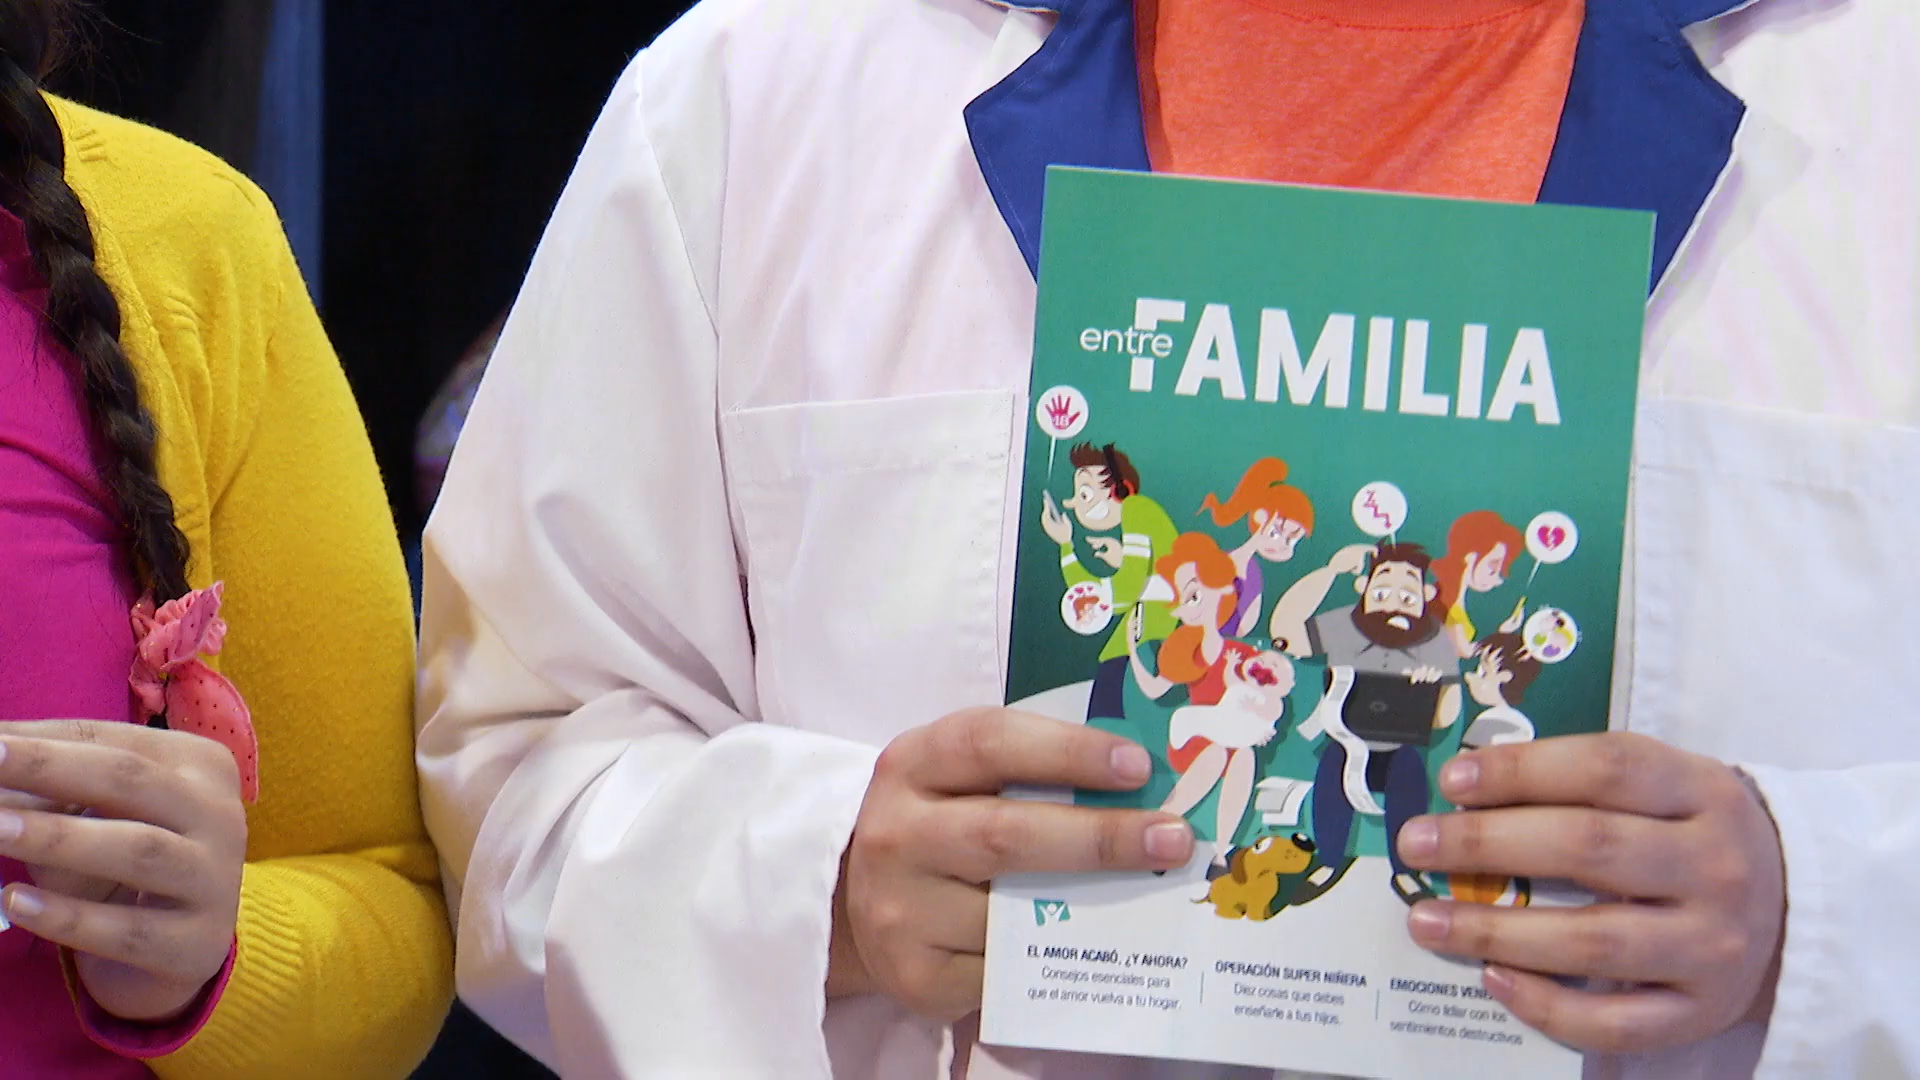 entre FAMILIA
18
EL AMOR ACABÓ, ¿Y AHORA?
Consejos esenciales para
que el amor vuelva a tu hogar.
OPERACIÓN SUPER NIÑERA
Diez cosas que debes
enseñarle a tus hijos.
EMOCIONES
Cómo lidiar con los
sentimientos destructivos